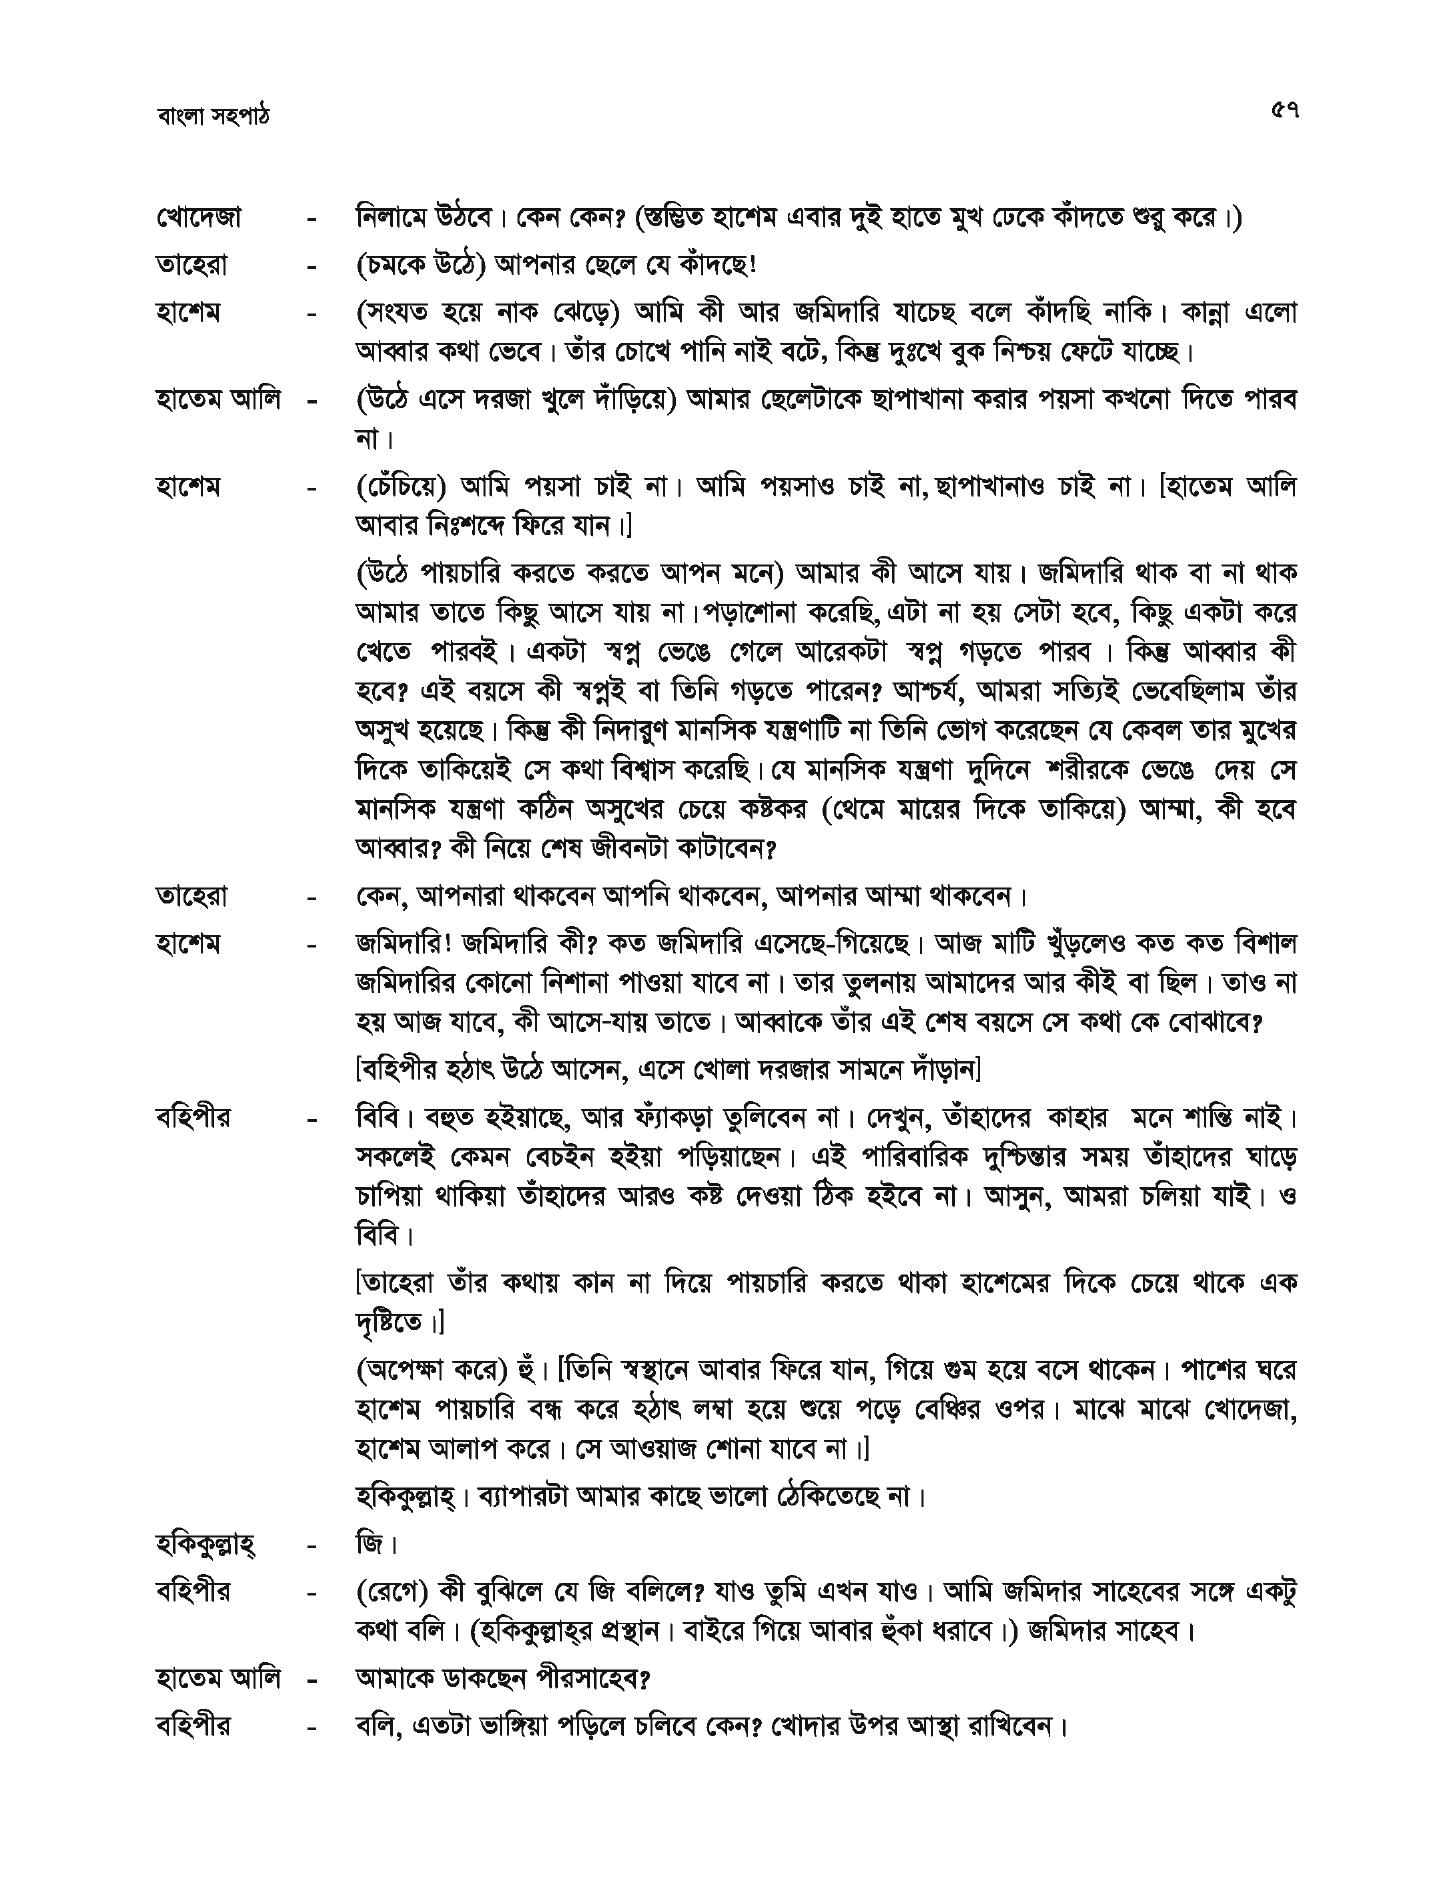 বাংলা সহপাঠ ৫৭
খোদেজা - নিলামে উঠবে। কেন কেন? (স্তম্ভিত হাশেম এবার দুই হাতে মুখ ঢেকে কাঁদতে শুরু করে।)
তাহেরা - (চমকে উঠে) আপনার ছেলে যে কাঁদছে!
হাশেম - (সংযত হয়ে নাক ঝেড়ে) আমি কী আর জমিদারি যাচেছ বলে কাঁদছি নাকি। কান্না এলো
আব্বার কথা ভেবে। তাঁর চোখে পানি নাই বটে, কিন্তু দুঃখে বুক নিশ্চয় ফেটে যাচ্ছে।
হাতেম আলি - (উঠে এসে দরজা খুলে দাঁড়িয়ে) আমার ছেলেটাকে ছাপাখানা করার পয়সা কখনো দিতে পারব
না।
হাশেম - (চেঁচিয়ে) আমি পয়সা চাই না। আমি পয়সাও চাই না, ছাপাখানাও চাই না। [হাতেম আলি
আবার নিঃশব্দে ফিরে যান।]
(উঠে পায়চারি করতে করতে আপন মনে) আমার কী আসে যায়। জমিদারি থাক বা না থাক
আমার তাতে কিছু আসে যায় না। পড়াশোনা করেছি, এটা না হয় সেটা হবে, কিছু একটা করে
খেতে পারবই। একটা স্বপ্ন ভেঙে গেলে আরেকটা স্বপ্ন গড়তে পারব । কিন্তু আব্বার কী
হবে? এই বয়সে কী স্বপ্নই বা তিনি গড়তে পারেন? আশ্চর্য, আমরা সত্যিই ভেবেছিলাম তাঁর
অসুখ হয়েছে। কিন্তু কী নিদারুণ মানসিক যন্ত্রণাটি না তিনি ভোগ করেছেন যে কেবল তার মুখের
দিকে তাকিয়েই সে কথা বিশ্বাস করেছি। যে মানসিক যন্ত্রণা দুদিনে শরীরকে ভেঙে দেয় সে
মানসিক যন্ত্রণা কঠিন অসুখের চেয়ে কষ্টকর (থেমে মায়ের দিকে তাকিয়ে) আম্মা, কী হবে
আব্বার? কী নিয়ে শেষ জীবনটা কাটাবেন?
তাহেরা - কেন, আপনারা থাকবেন আপনি থাকবেন, আপনার আম্মা থাকবেন।
হাশেম - জমিদারি! জমিদারি কী? কত জমিদারি এসেছে-গিয়েছে। আজ মাটি খুঁড়লেও কত কত বিশাল
জমিদারির কোনো নিশানা পাওয়া যাবে না। তার তুলনায় আমাদের আর কীই বা ছিল। তাও না
হয় আজ যাবে, কী আসে-যায় তাতে। আব্বাকে তাঁর এই শেষ বয়সে সে কথা কে বোঝাবে?
[বহিপীর হঠাৎ উঠে আসেন, এসে খোলা দরজার সামনে দাঁড়ান]
বহিপীর - বিবি। বহুত হইয়াছে, আর ফ্যাঁকড়া তুলিবেন না। দেখুন, তাঁহাদের কাহার মনে শান্তি নাই।
সকলেই কেমন বেচইন হইয়া পড়িয়াছেন। এই পারিবারিক দুশ্চিন্তার সময় তাঁহাদের ঘাড়ে
চাপিয়া থাকিয়া তাঁহাদের আরও কষ্ট দেওয়া ঠিক হইবে না। আসুন, আমরা চলিয়া যাই। ও
বিবি।
[তাহেরা তাঁর কথায় কান না দিয়ে পায়চারি করতে থাকা হাশেমের দিকে চেয়ে থাকে এক
দৃষ্টিতে।]
(অপেক্ষা করে) হুঁ। [তিনি স্বস্থানে আবার ফিরে যান, গিয়ে গুম হয়ে বসে থাকেন। পাশের ঘরে
হাশেম পায়চারি বন্ধ করে হঠাৎ লম্বা হয়ে শুয়ে পড়ে বেঞ্চির ওপর। মাঝে মাঝে খোদেজা,
হাশেম আলাপ করে। সে আওয়াজ শোনা যাবে না।]
হকিকুল্লাহ্। ব্যাপারটা আমার কাছে ভালো ঠেকিতেছে না।
হকিকুল্লাহ্ - জি।
বহিপীর - (রেগে) কী বুঝিলে যে জি বলিলে? যাও তুমি এখন যাও। আমি জমিদার সাহেবের সঙ্গে একটু
কথা বলি। (হকিকুল্লাহ্‌র প্রস্থান। বাইরে গিয়ে আবার হুঁকা ধরাবে।) জমিদার সাহেব।
হাতেম আলি - আমাকে ডাকছেন পীরসাহেব?
বহিপীর - বলি, এতটা ভাঙ্গিয়া পড়িলে চলিবে কেন? খোদার উপর আস্থা রাখিবেন।